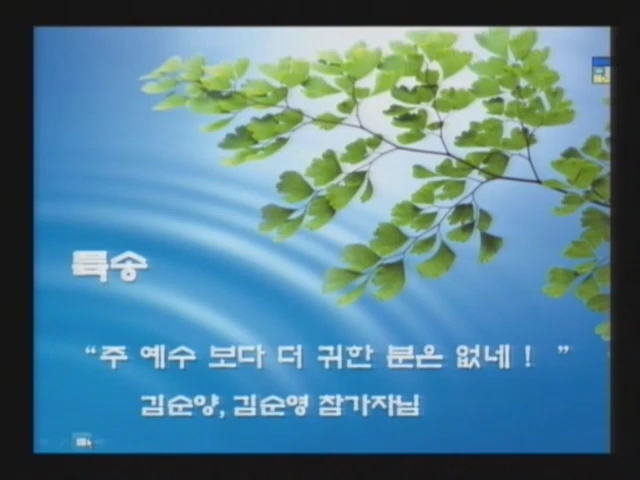 특송
“주 예수 보다 더 귀한 분은 없네 ! ”
김순양, 김순영 참가자님